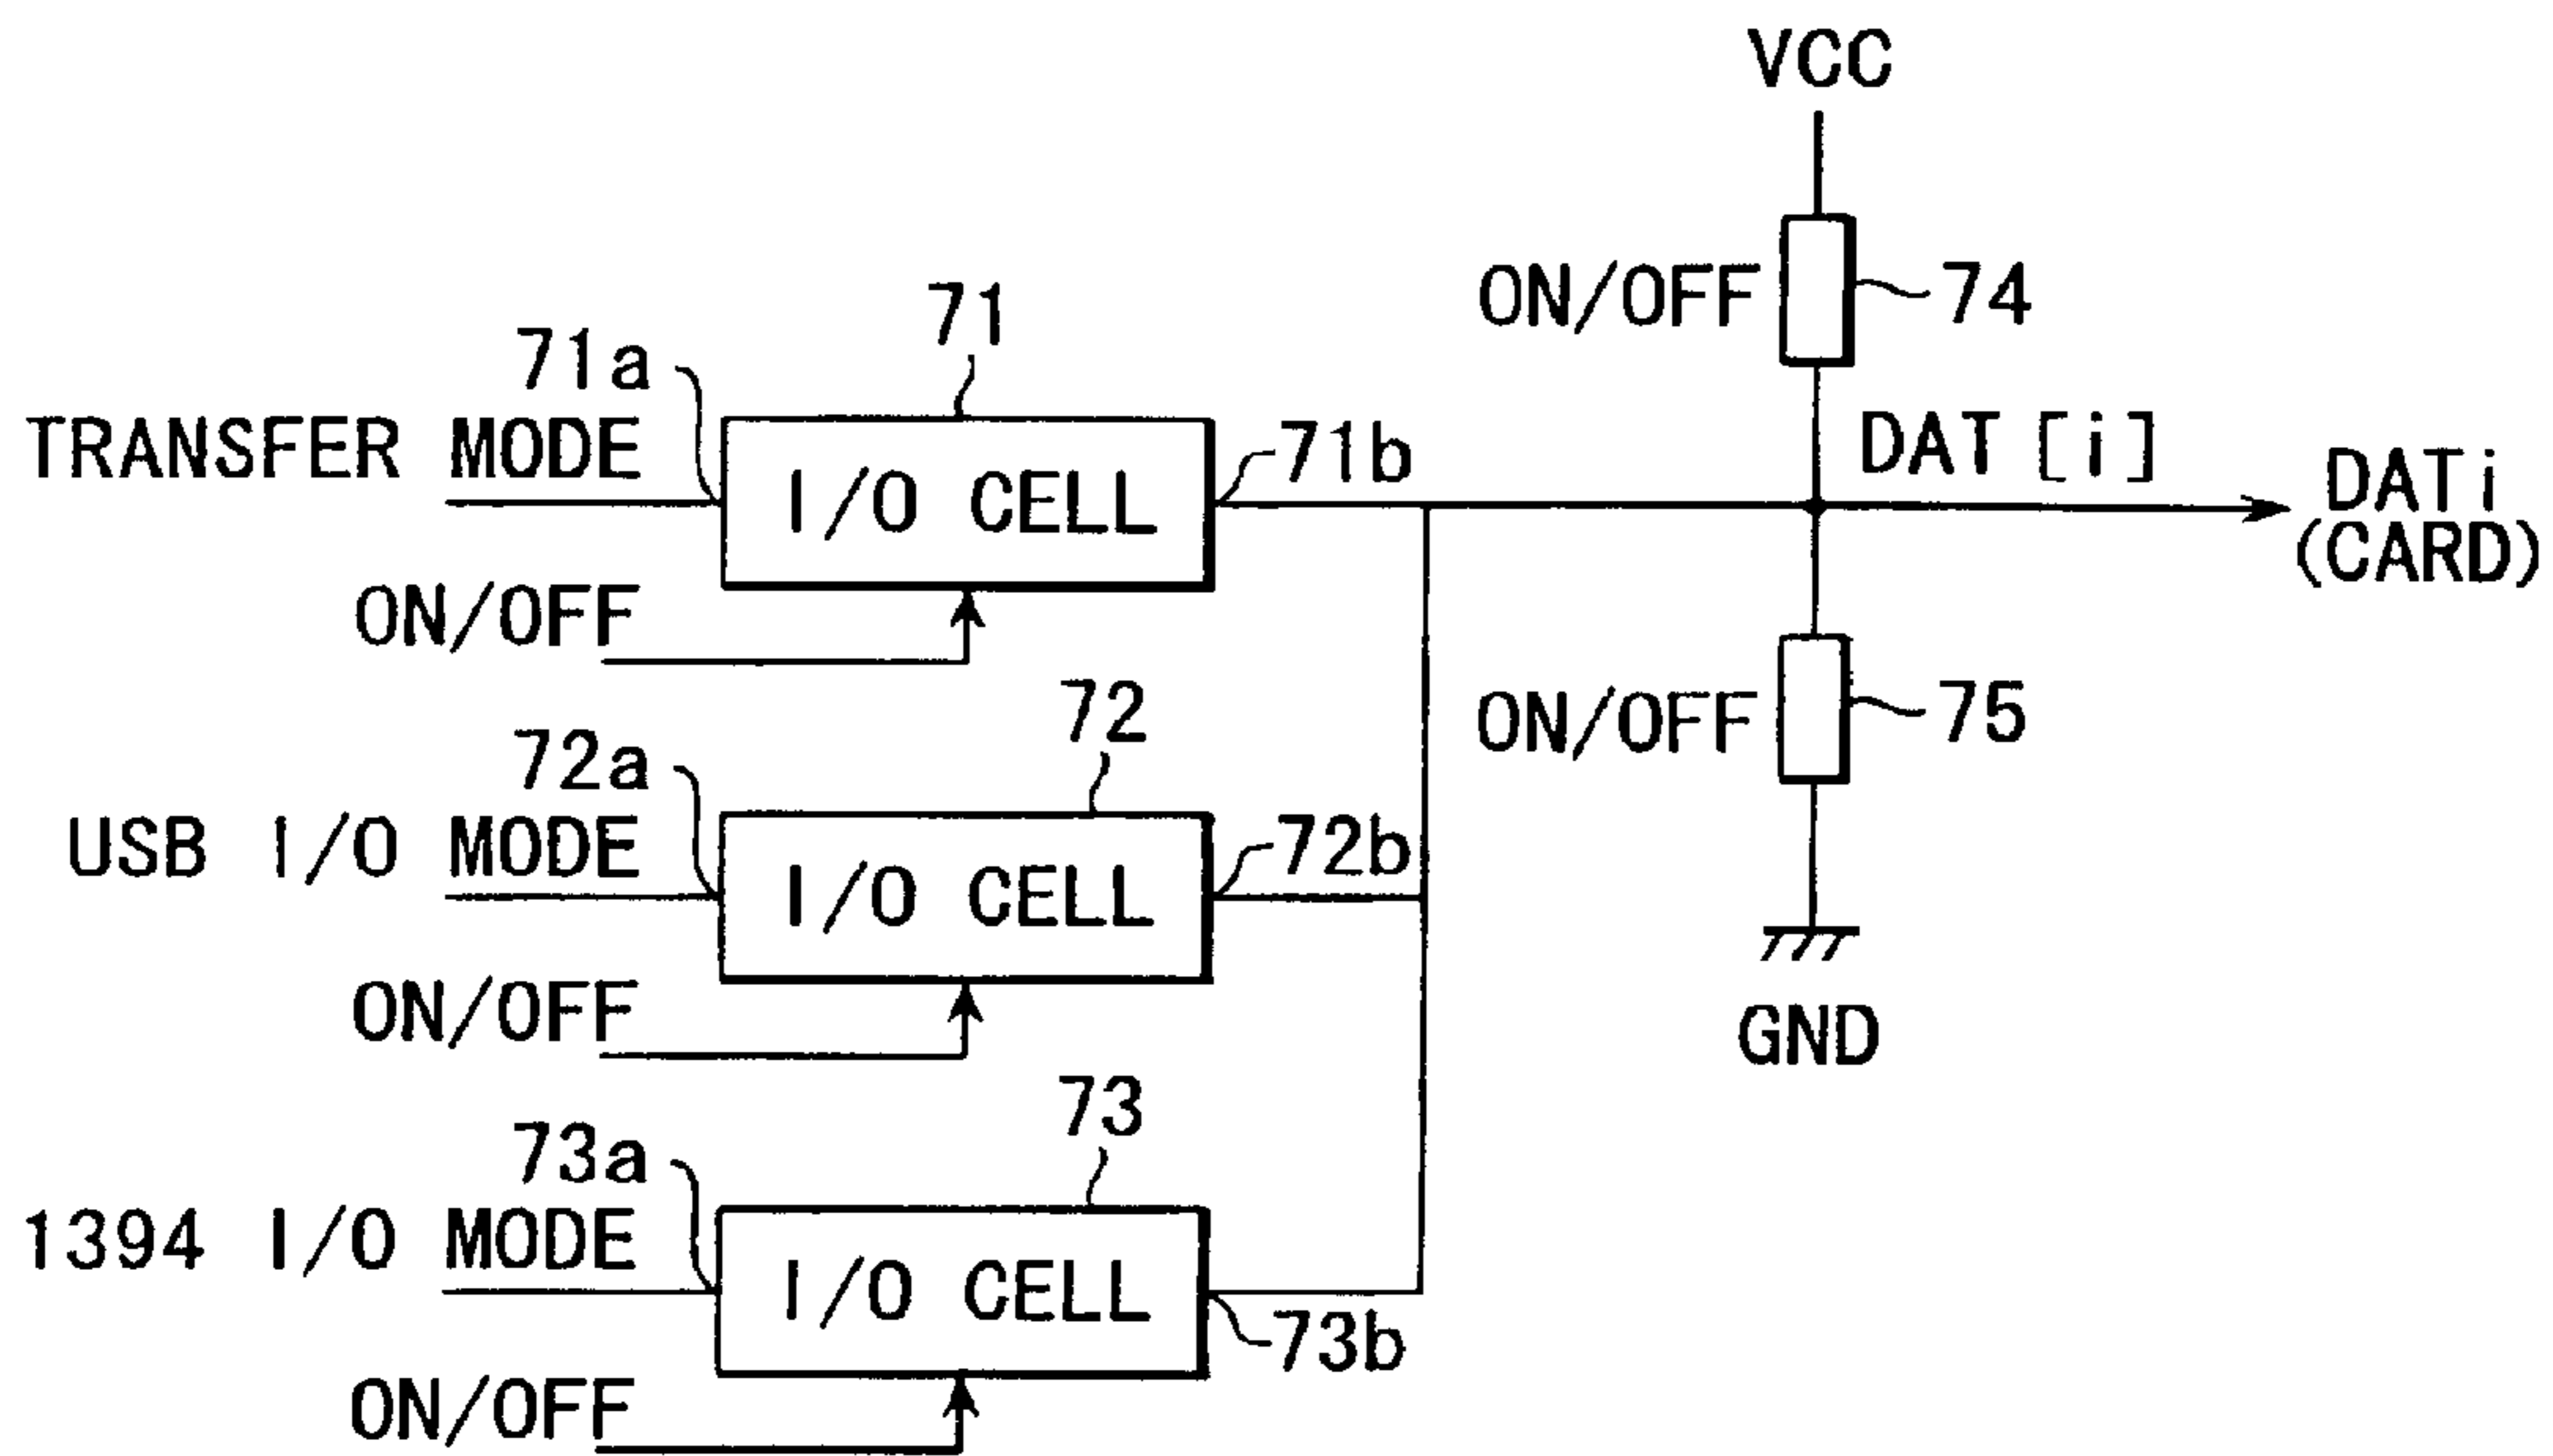 VCC
ON/OFF 74
71
71a
TRANSFER MODE
I/O CELL
71b
DAT [i]
DATi
(CARD)
ON/OFF
72
ON/OFF 75
72a
USB I/O MODE
I/O CELL
72b
ON/OFF
GND
73
73a
1394 I/O MODE
I/O CELL
73b
ON/OFF